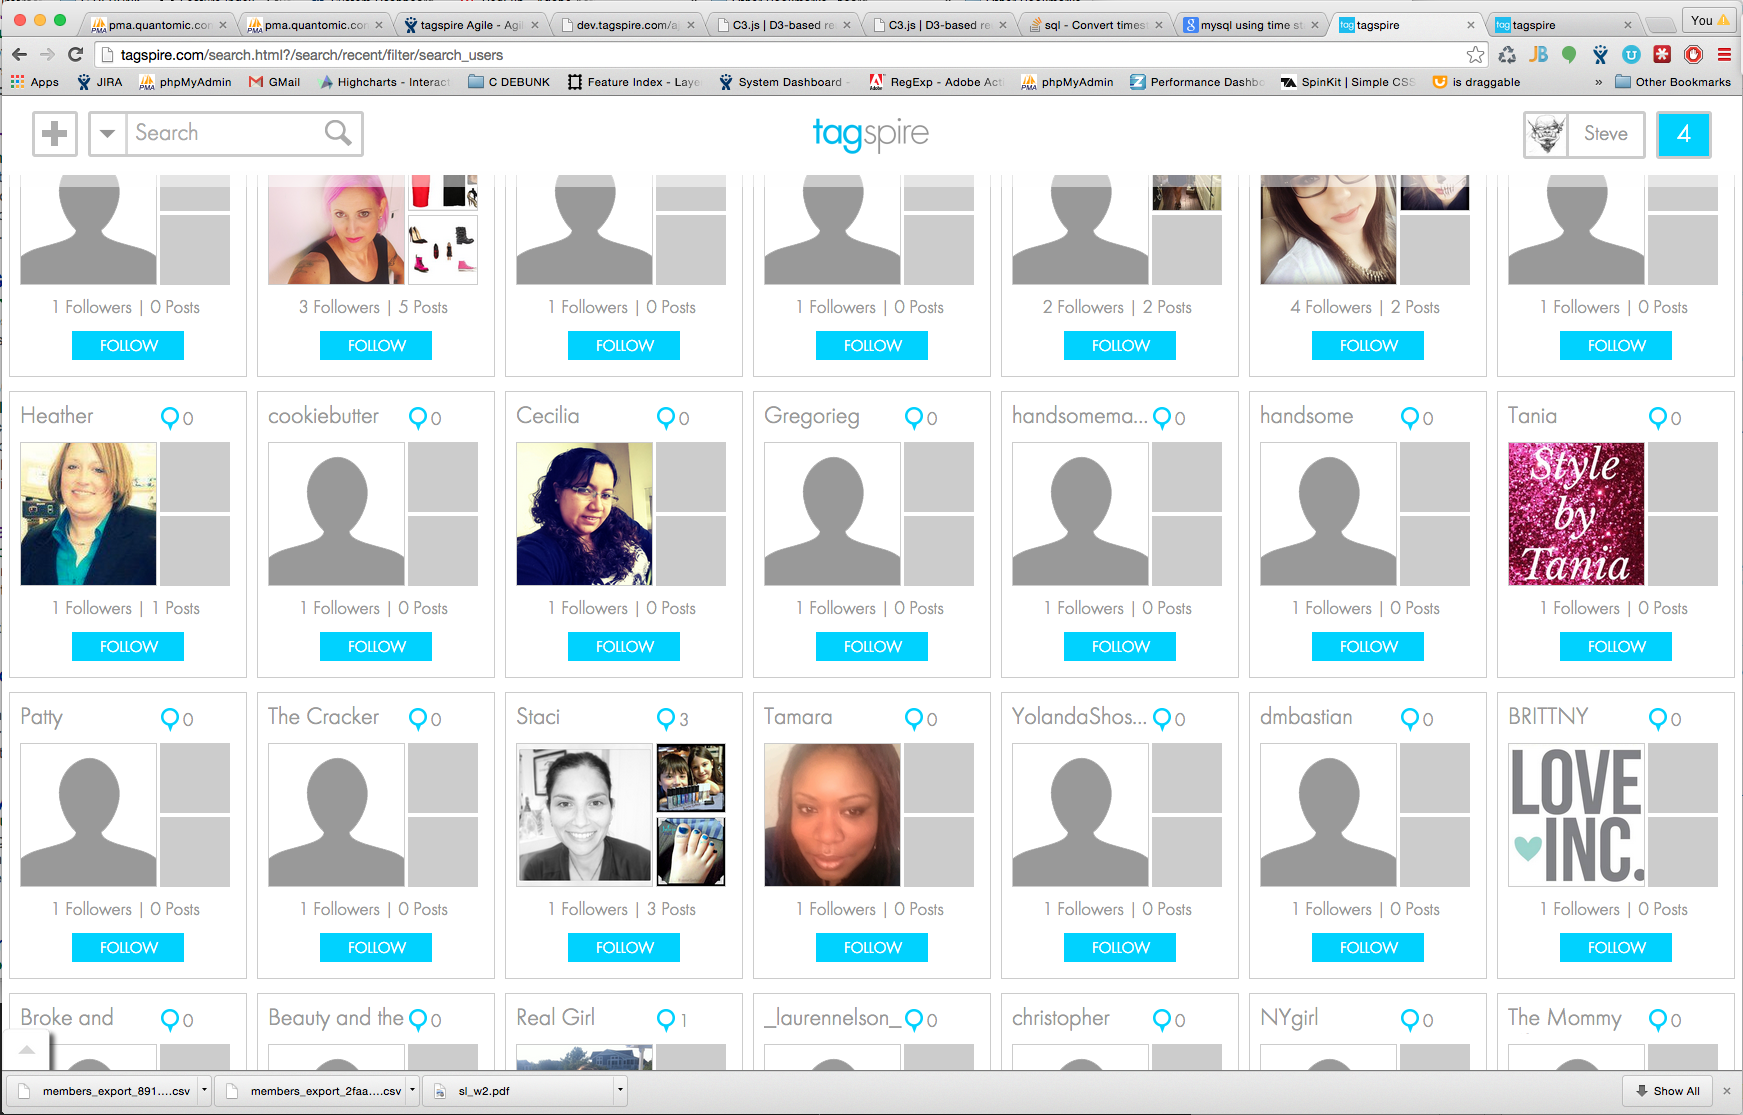 pma.quantomic.con
pma.quantomic.con
tagspire Agile - Agil
dev.tagspire.com/a
C3.js | D3-based re
C3.js | D3-based re
sql - Convert timest
mysql using time st
tagspire
tagspire
You
tagspire.com/search.html?/search/recent/filter/search_users
Apps JIRA phpMyAdmin GMail Highcharts - Interact C DEBUNK Feature Index - Laye System Dashboard - RegExp - Adobe Act phpMyAdmin Performance Dashbo SpinKit | Simple CSS is draggable » Other Bookmarks
Search
tagspire
Steve
4
1 Followers | 0 Posts 3 Followers | 5 Posts 1 Followers | 0 Posts 1 Followers | 0 Posts 2 Followers | 2 Posts 4 Followers | 2 Posts 1 Followers | 0 Posts
FOLLOW FOLLOW FOLLOW FOLLOW FOLLOW FOLLOW FOLLOW
Heather 0 cookiebutter 0 Cecilia 0 Gregorieg 0 handsomema... 0 handsome 0 Tania 0
Style
by
Tania
1 Followers | 1 Posts 1 Followers | 0 Posts 1 Followers | 0 Posts 1 Followers | 0 Posts 1 Followers | 0 Posts 1 Followers | 0 Posts 1 Followers | 0 Posts
FOLLOW FOLLOW FOLLOW FOLLOW FOLLOW FOLLOW FOLLOW
Patty 0 The Cracker 0 Staci 3 Tamara 0 YolandaShos... 0 dmbastian 0 BRITTNY 0
LOVE
INC.
1 Followers | 0 Posts 1 Followers | 0 Posts 1 Followers | 3 Posts 1 Followers | 0 Posts 1 Followers | 0 Posts 1 Followers | 0 Posts 1 Followers | 0 Posts
FOLLOW FOLLOW FOLLOW FOLLOW FOLLOW FOLLOW FOLLOW
Broke and 0 Beauty and the 0 Real Girl 1 _laurennelson_ 0 christopher 0 NYgirl 0 The Mommy 0
members_export_891....csv members_export_2faa....csv sl_w2.pdf Show All